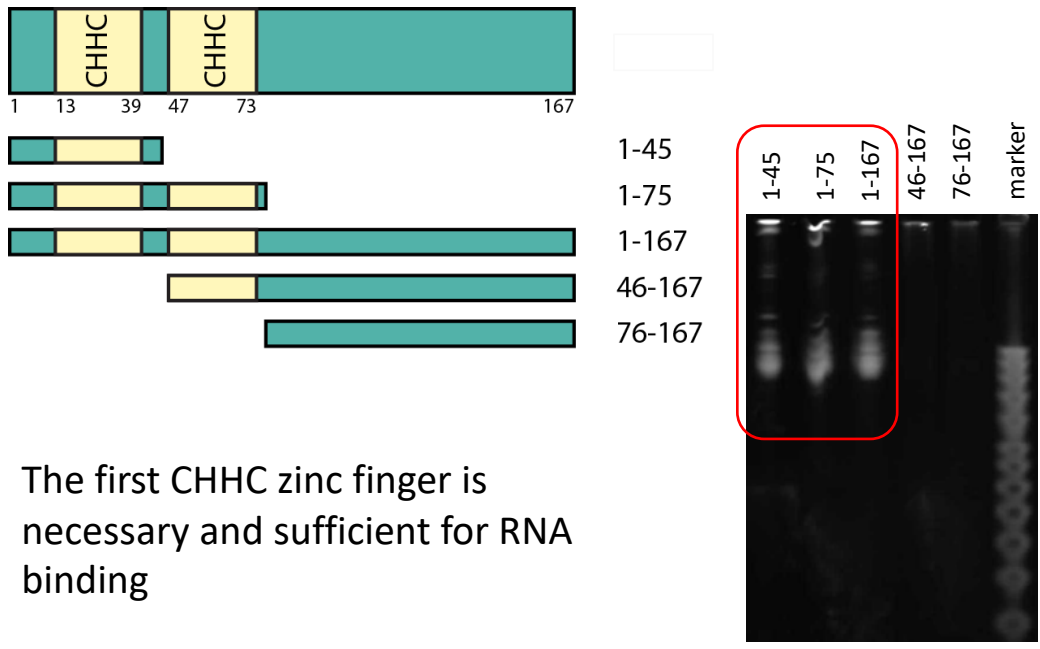 CHHC CHHC
1 13 39 47 73 167
1-45
1-75
1-167
46-167
76-167
1-45 1-75 1-167 46-167 76-167 marker
The first CHHC zinc finger is
necessary and sufficient for RNA
binding